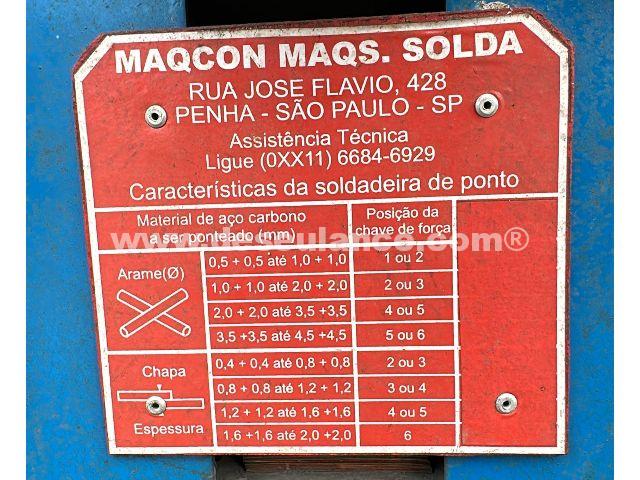 MAQCON MAQS. SOLDA
RUA JOSE FLAVIO, 428
PENHA - SÃO PAULO - SP
Assistência Técnica
Ligue (0XX11) 6684-6929
Características da soldadeira de ponto
Material de aço carbono
a ser ponteado (mm)
Posição da
chave de força
Arame(Ø)
0,5 + 0,5 até 1,0 + 1,0 1 ou 2
1,0 + 1,0 até 2,0 + 2,0 2 ou 3
2,0 + 2,0 até 3,5 +3,5 4 ou 5
3,5 +3,5 até 4,5 +4,5 5 ou 6
Chapa
Espessura
0,4 + 0,4 até 0,8 + 0,8 2 ou 3
0,8 + 0,8 até 1,2 + 1,2 3 ou 4
1,2 + 1,2 até 1,6 +1,6 4 ou 5
1,6 +1,6 até 2,0 +2,0 6